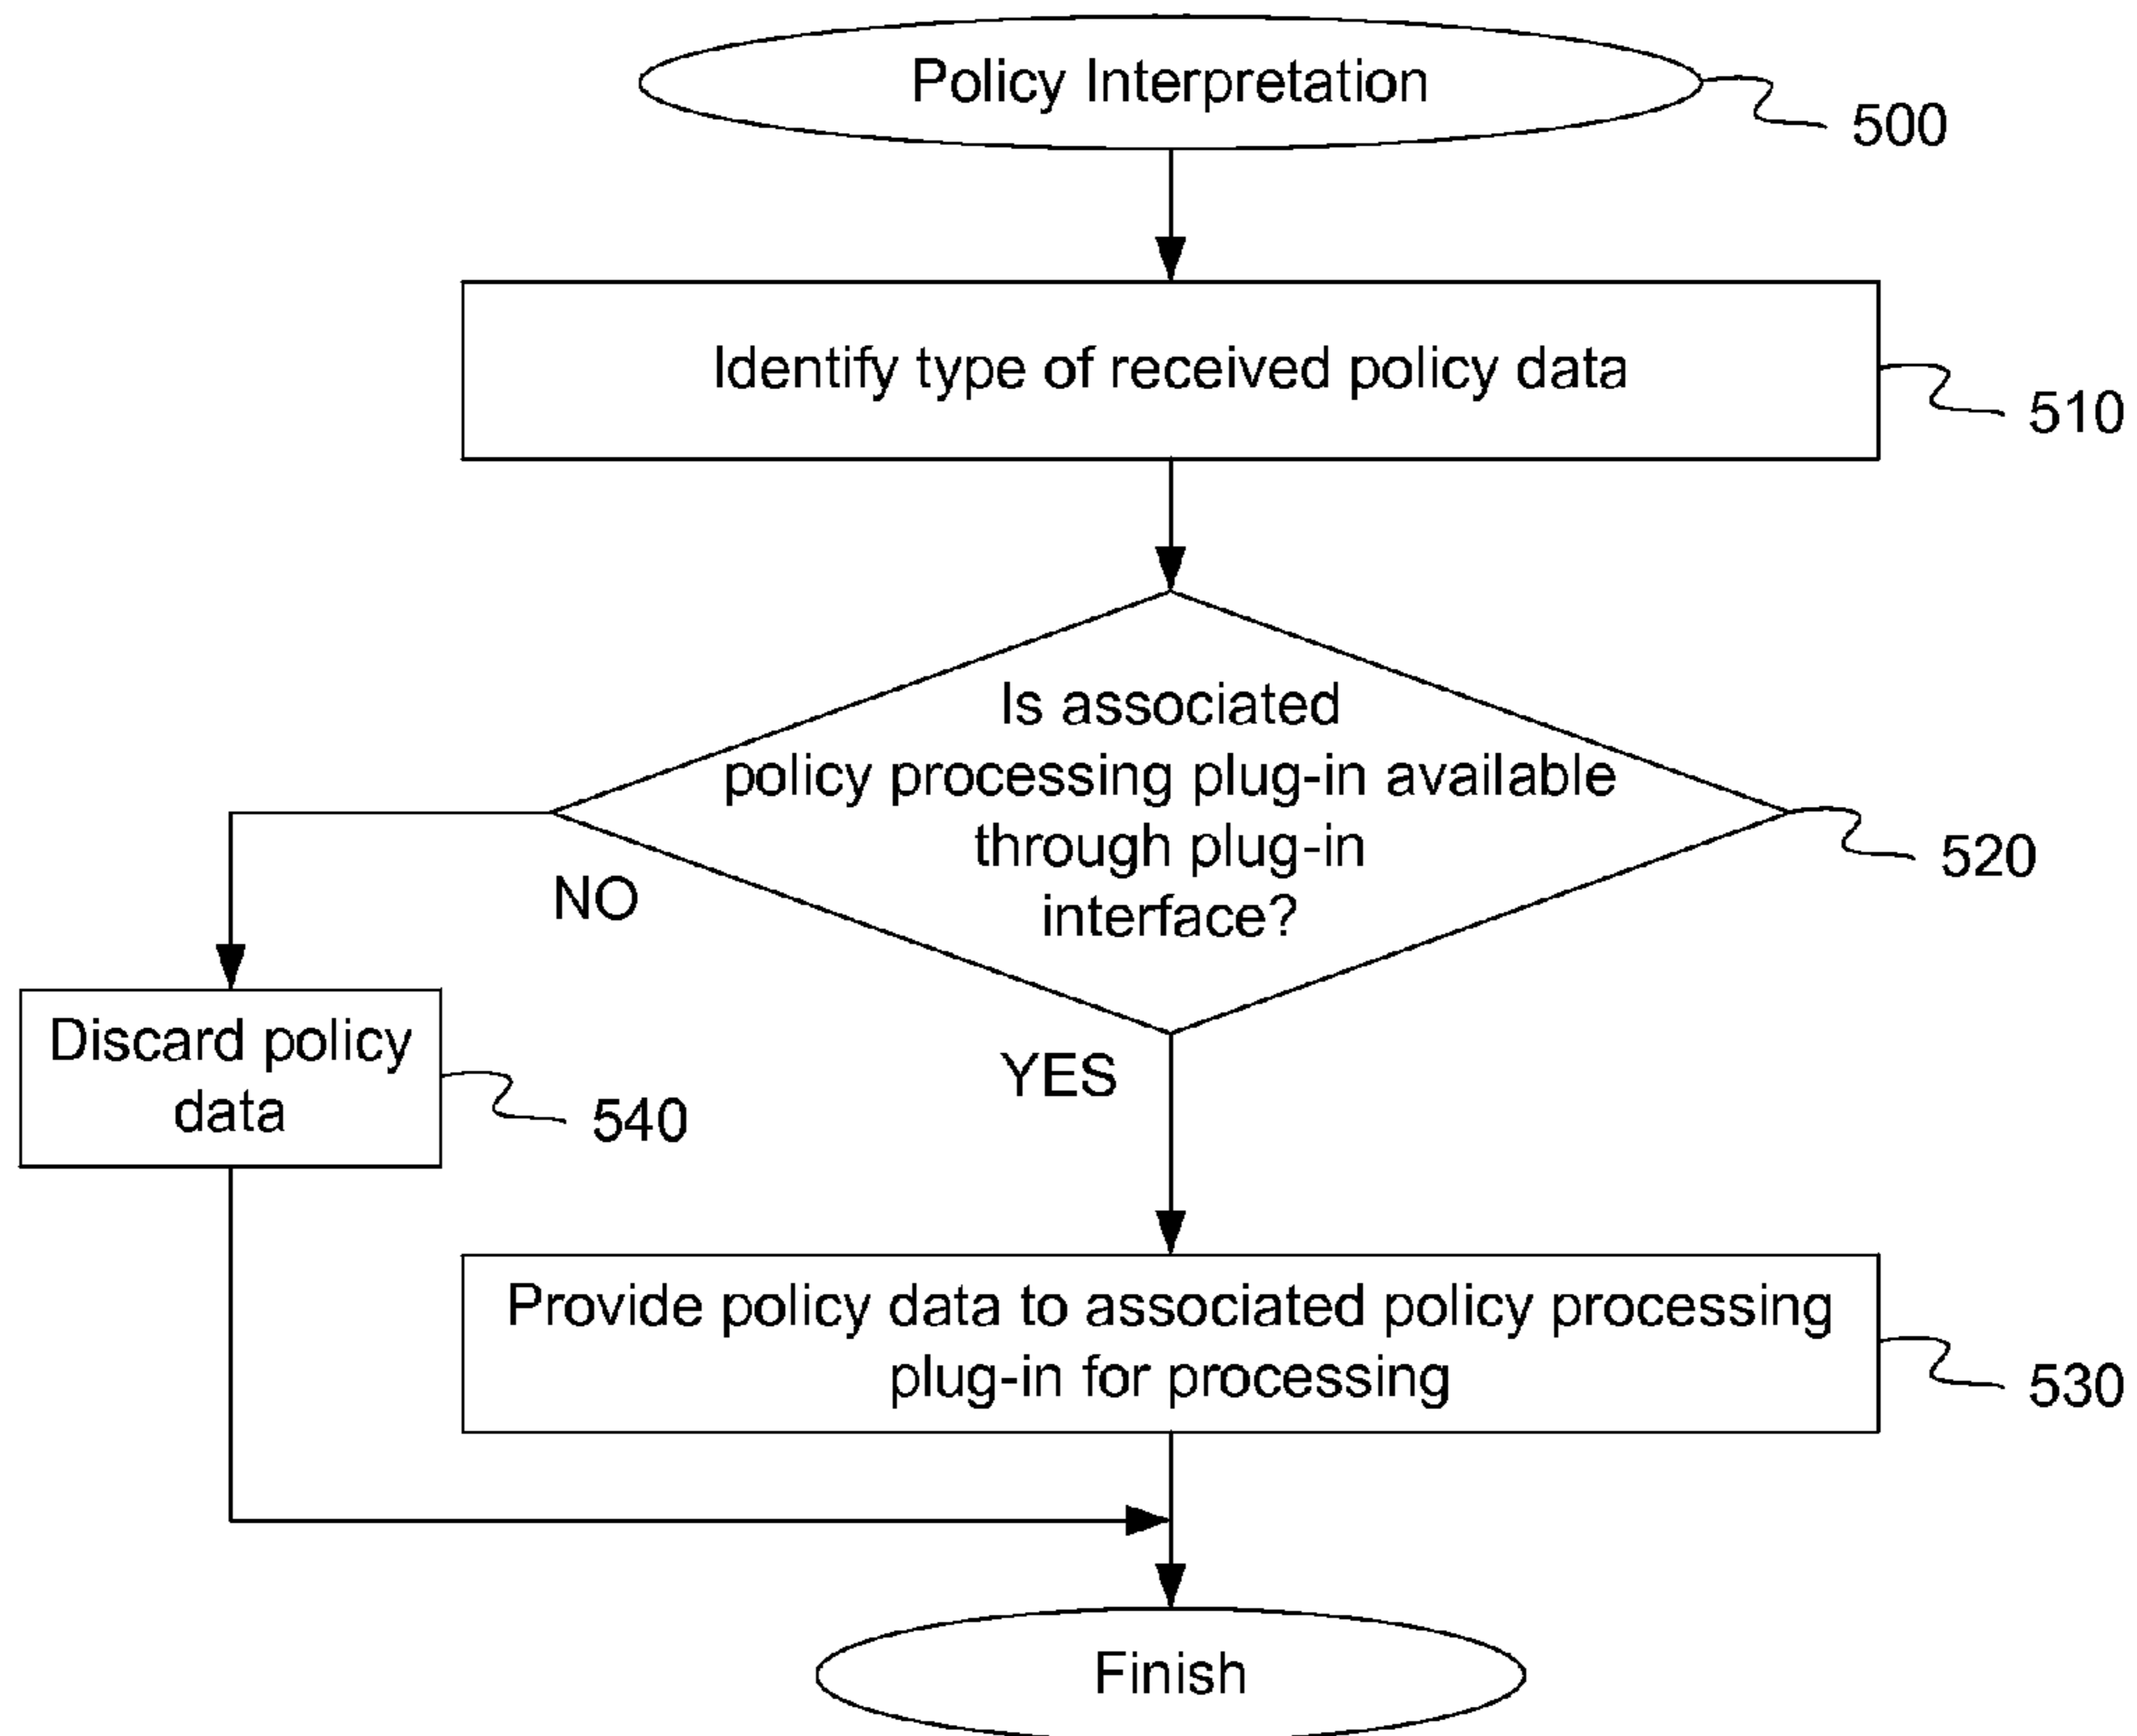 Policy Interpretation
500
Identify type of received policy data
510
Is associated
policy processing plug-in available
through plug-in
interface?
520
NO
YES
Discard policy
data
540
Provide policy data to associated policy processing
plug-in for processing
530
Finish